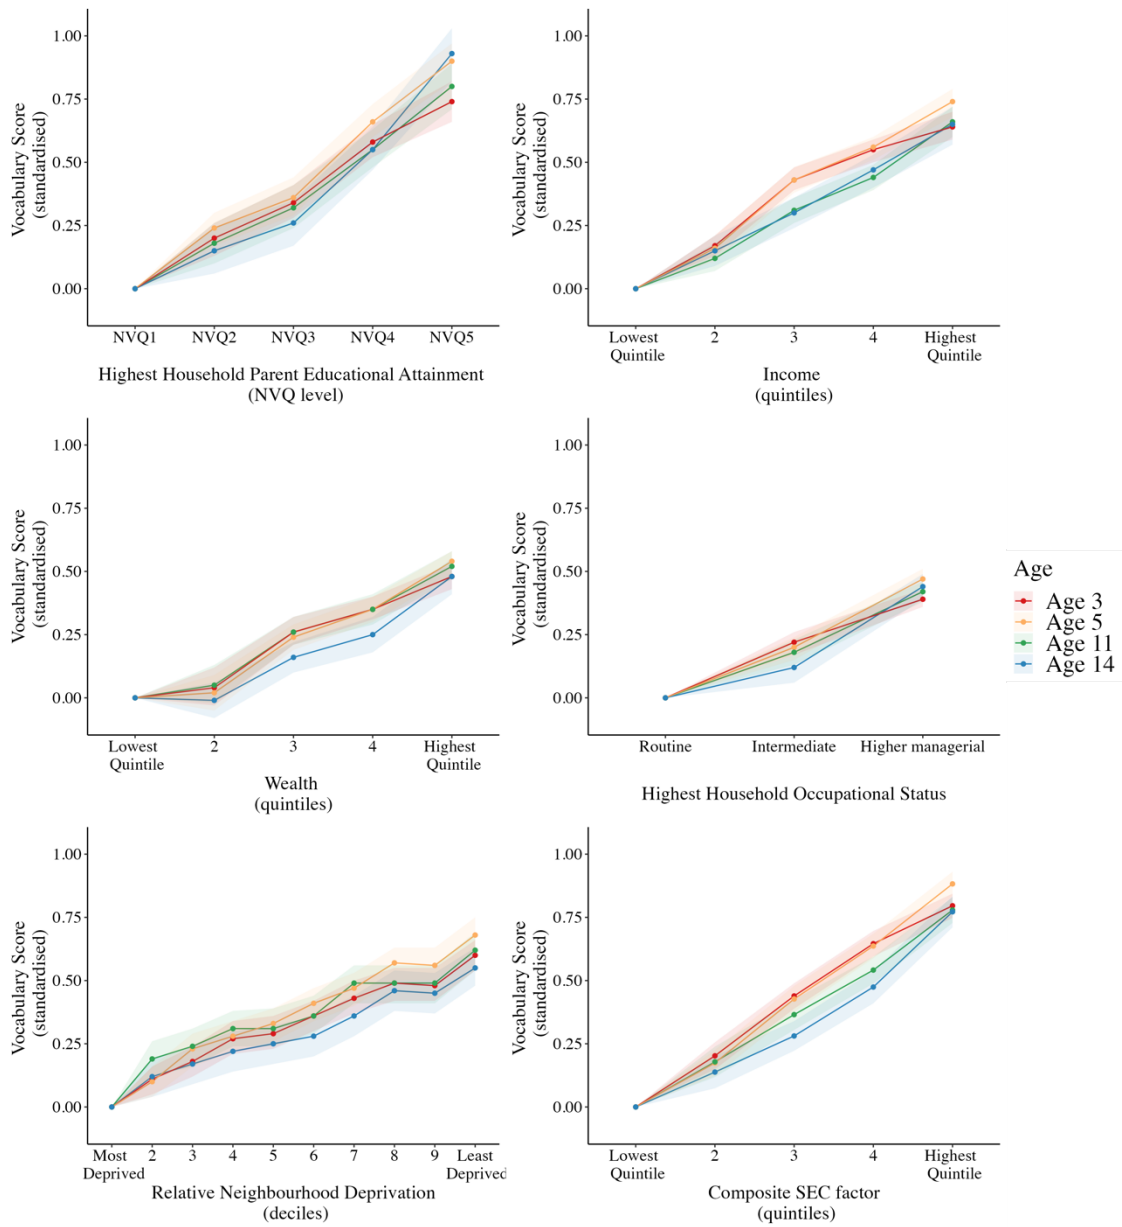 1.00
0.75
0.50
0.25
0.00
Vocabulary Score
(standardised)
NVQ1 NVQ2 NVQ3 NVQ4 NVQ5
Highest Household Parent Educational Attainment
(NVQ level)
1.00
0.75
0.50
0.25
0.00
Vocabulary Score
(standardised)
Lowest 2 3 4 Highest
Quintile Quintile
Income
(quintiles)
1.00
0.75
0.50
0.25
0.00
Vocabulary Score
(standardised)
Lowest 2 3 4 Highest
Quintile Quintile
Wealth
(quintiles)
1.00
0.75
0.50
0.25
0.00
Vocabulary Score
(standardised)
Routine Intermediate Higher managerial
Highest Household Occupational Status
Age
Age 3
Age 5
Age 11
Age 14
1.00
0.75
0.50
0.25
0.00
Vocabulary Score
(standardised)
Most 2 3 4 5 6 7 8 9 Least
Deprived Deprived
Relative Neighbourhood Deprivation
(deciles)
1.00
0.75
0.50
0.25
0.00
Vocabulary Score
(standardised)
Lowest 2 3 4 Highest
Quintile Quintile
Composite SEC factor
(quintiles)